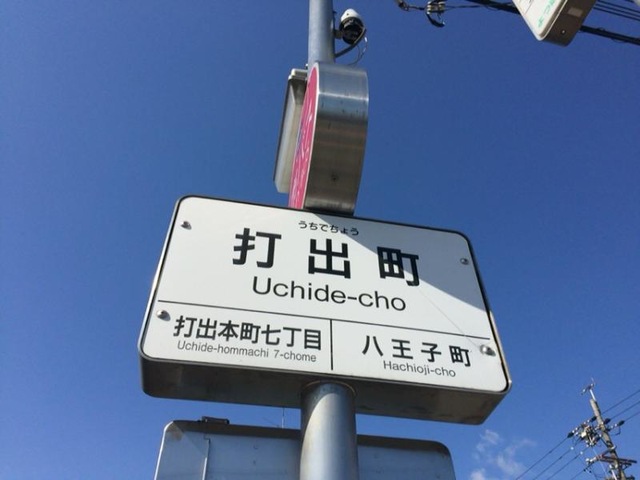 うちでちょう
打出町
Uchide-cho
打出本町七丁目
Uchide-hommachi 7-chome
八王子町
Hachioji-cho